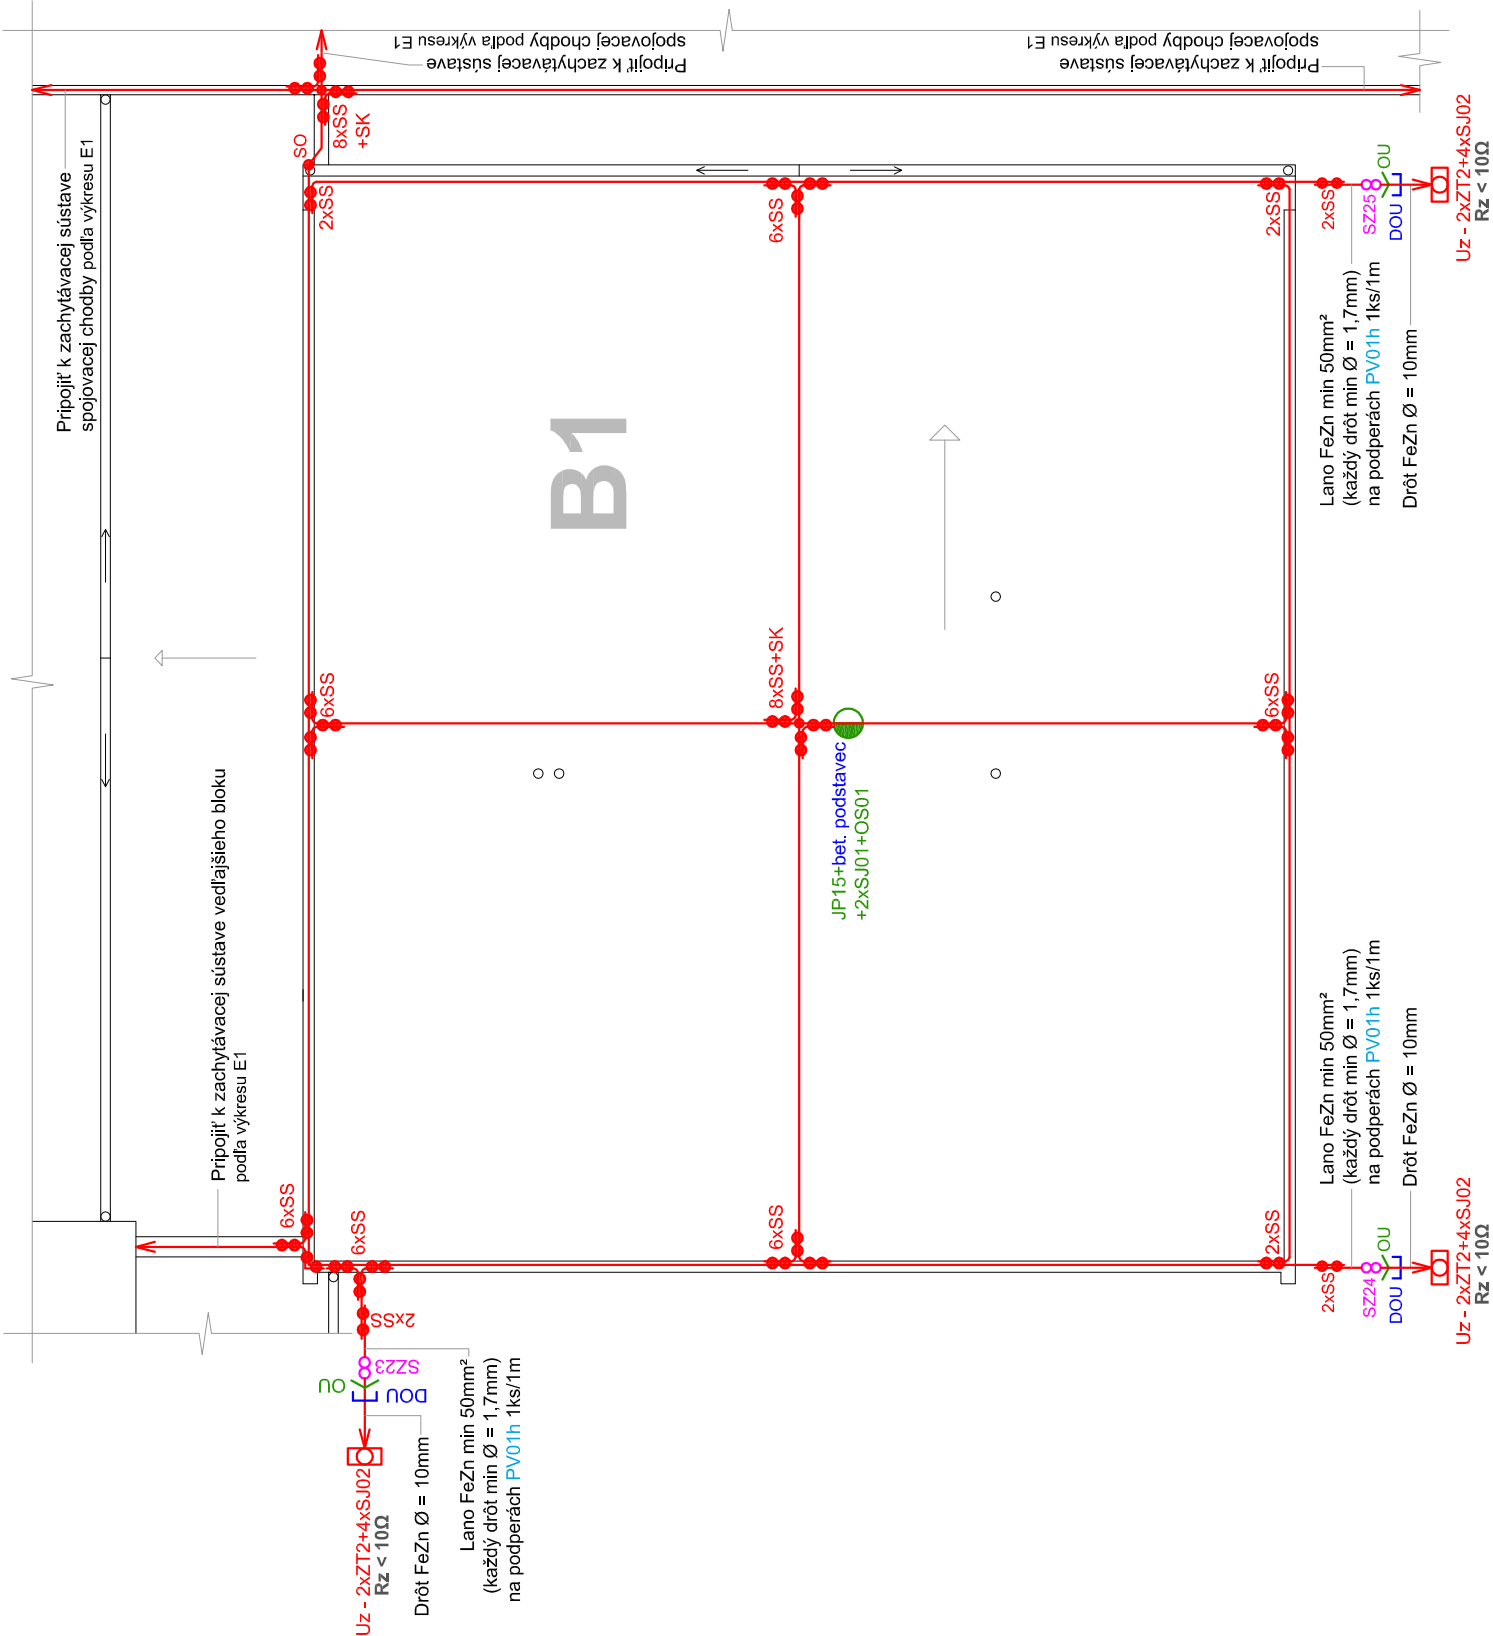 Pripojiť k zachytávacej sústave
spojovacej chodby podľa výkresu E1
Pripojiť k zachytávacej sústave
spojovacej chodby podľa výkresu E1
Pripojiť k zachytávacej sústave
spojovacej chodby podľa výkresu E1
SO
8xSS
+SK
2xSS
6xSS
2xSS
2xSS
SZ25
OU
DOU
Uz - 2xZT2+4xSJ02
Rz < 10Ω
Lano FeZn min 50mm²
(každý drôt min Ø = 1,7mm)
na podperách PV01h 1ks/1m
Drôt FeZn Ø = 10mm
B1
6xSS
8xSS+SK
6xSS
JP15+bet. podstavec
+2xSJ01+OS01
Pripojiť k zachytávacej sústave vedľajšieho bloku
podľa výkresu E1
6xSS
6xSS
6xSS
2xSS
2xSS
SZ24
OU
DOU
Uz - 2xZT2+4xSJ02
Rz < 10Ω
Lano FeZn min 50mm²
(každý drôt min Ø = 1,7mm)
na podperách PV01h 1ks/1m
Drôt FeZn Ø = 10mm
2xSS
SZ23
OU
DOU
Uz - 2xZT2+4xSJ02
Rz < 10Ω
Drôt FeZn Ø = 10mm
Lano FeZn min 50mm²
(každý drôt min Ø = 1,7mm)
na podperách PV01h 1ks/1m